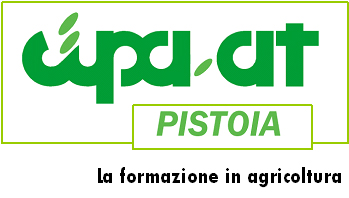 cipa.at
PISTOIA
La formazione in agricoltura